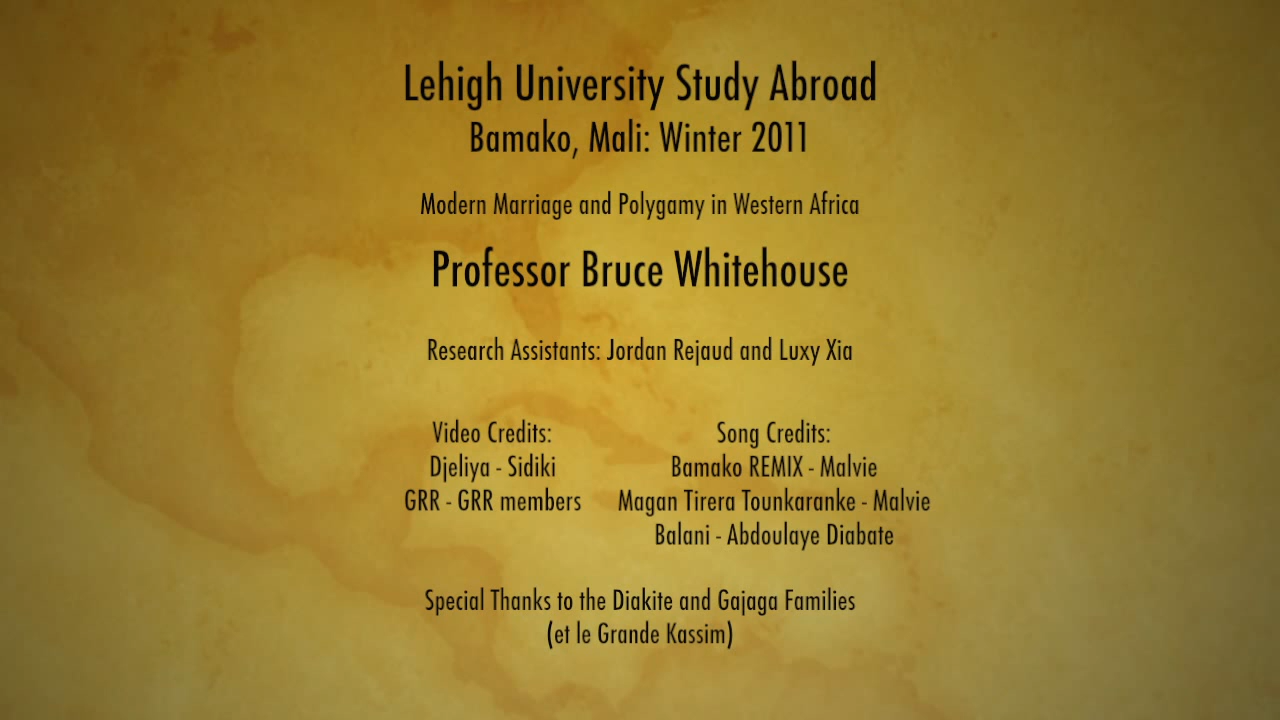 Lehigh University Study Abroad
Bamako, Mali: Winter 2011
Modern Marriage and Polygamy in Western Africa
Professor Bruce Whitehouse
Research Assistants: Jordan Rejaud and Luxy Xia
Video Credits:
Djeliya - Sidiki
GRR - GRR members
Song Credits:
Bamako REMIX - Malvie
Magan Tirera Tounkaranke - Malvie
Balani - Abdoulaye Diabate
Special Thanks to the Diakite and Gajaga Families
(et le Grande Kassim)